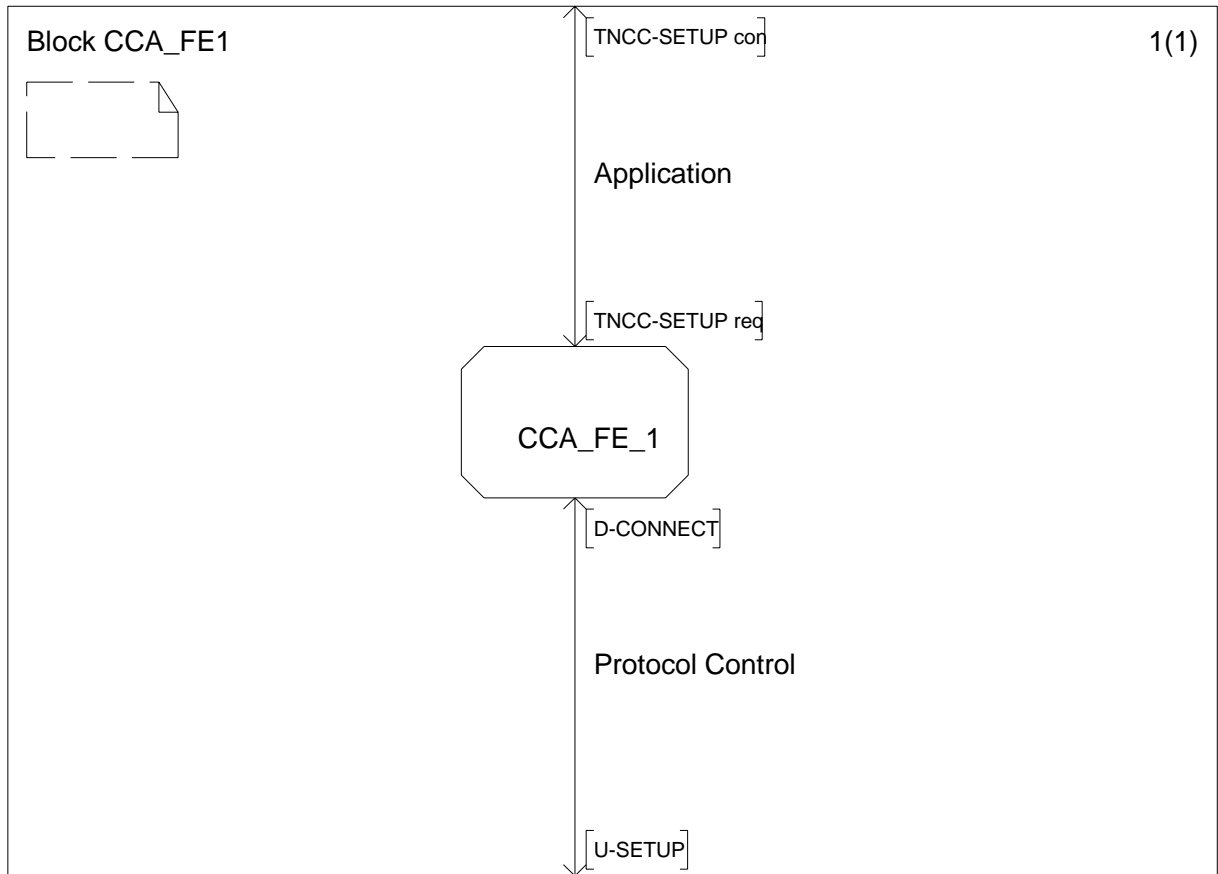 Block CCA_FE1
1(1)
TNCC-SETUP con
Application
TNCC-SETUP req
CCA_FE_1
D-CONNECT
Protocol Control
U-SETUP